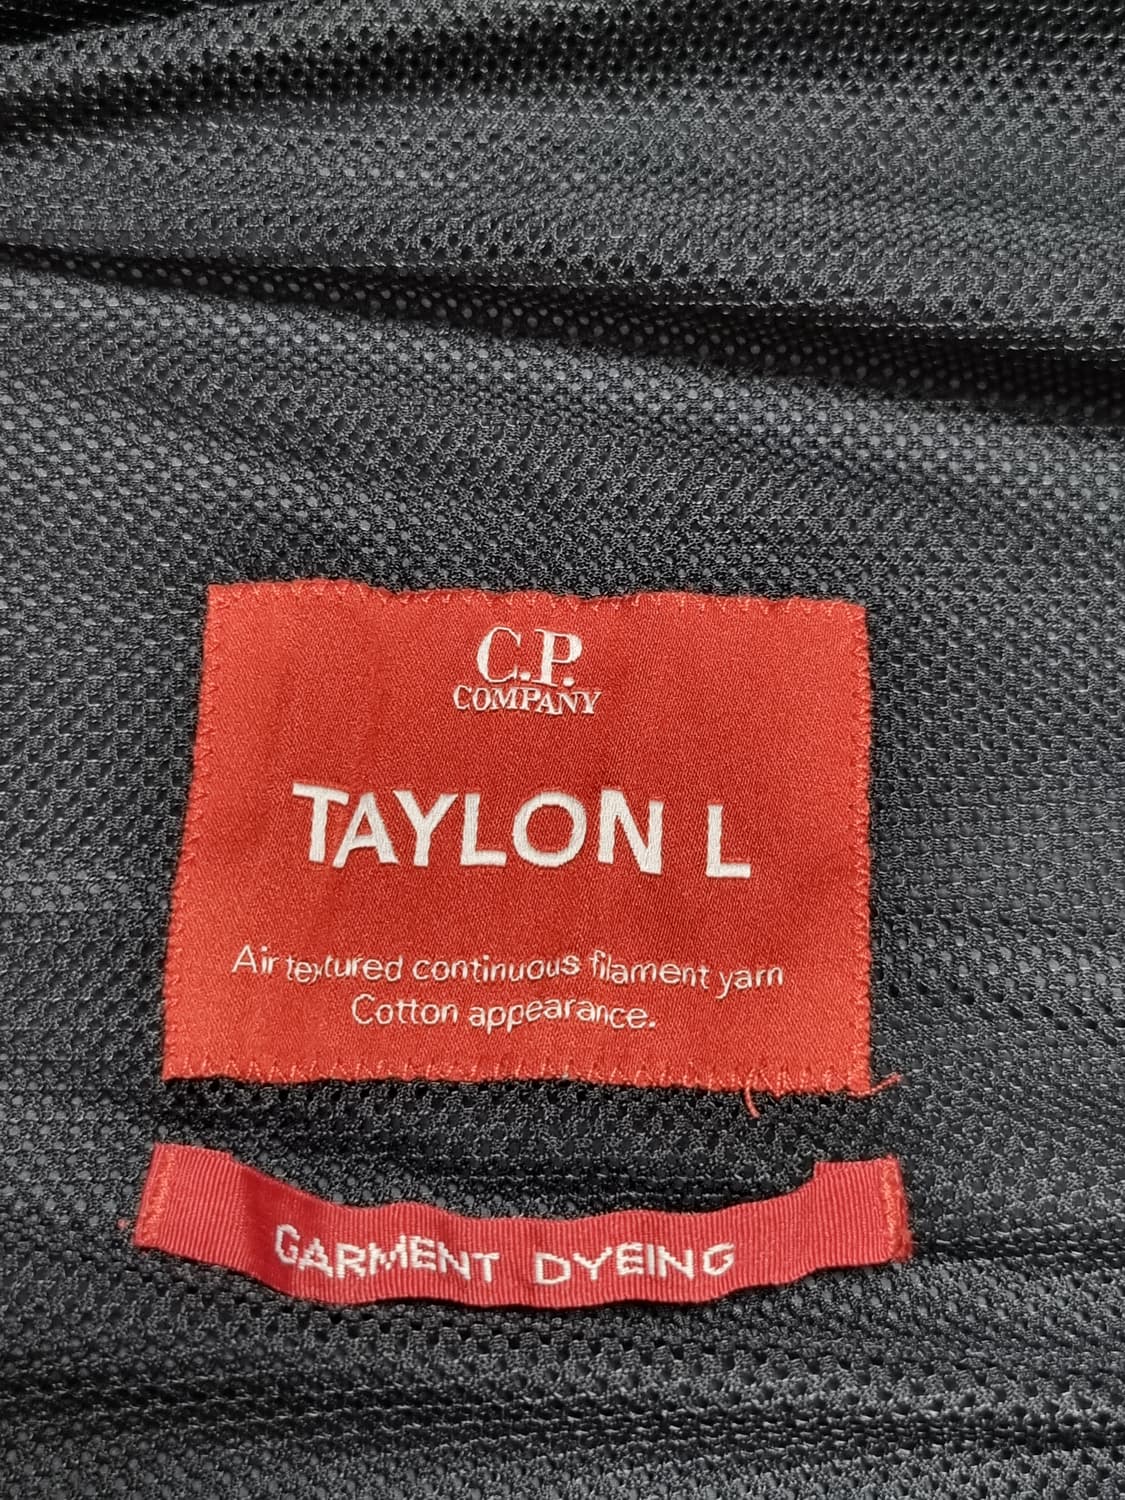 C.P.
COMPANY
TAYLON L
Air textured continuous filament yarn
Cotton appearance.
GARMENT DYEING